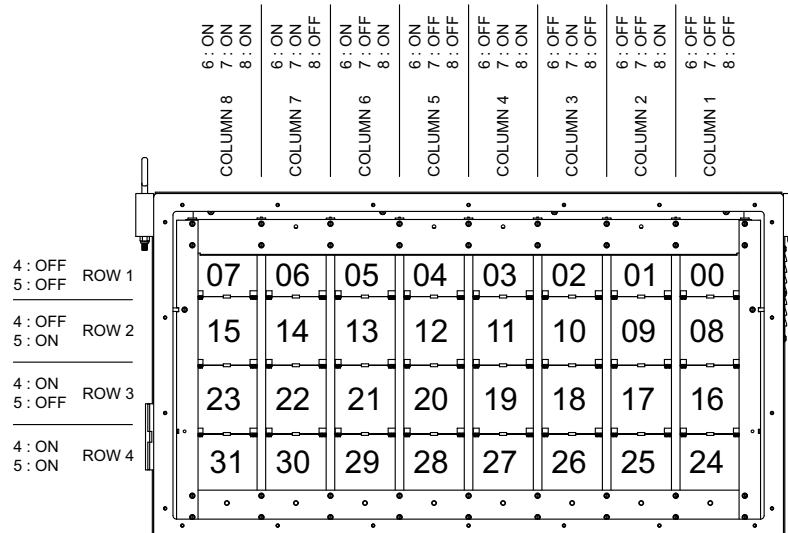 6 : ON
7 : ON
8 : ON
6 : ON
7 : ON
8 : OFF
6 : ON
7 : OFF
8 : ON
6 : ON
7 : OFF
8 : OFF
6 : OFF
7 : ON
8 : ON
6 : OFF
7 : ON
8 : OFF
6 : OFF
7 : OFF
8 : ON
6 : OFF
7 : OFF
8 : OFF
COLUMN 8
COLUMN 7
COLUMN 6
COLUMN 5
COLUMN 4
COLUMN 3
COLUMN 2
COLUMN 1
4 : OFF
5 : OFF
ROW 1
07 06 05 04 03 02 01 00
4 : OFF
5 : ON
ROW 2
15 14 13 12 11 10 09 08
4 : ON
5 : OFF
ROW 3
23 22 21 20 19 18 17 16
4 : ON
5 : ON
ROW 4
31 30 29 28 27 26 25 24